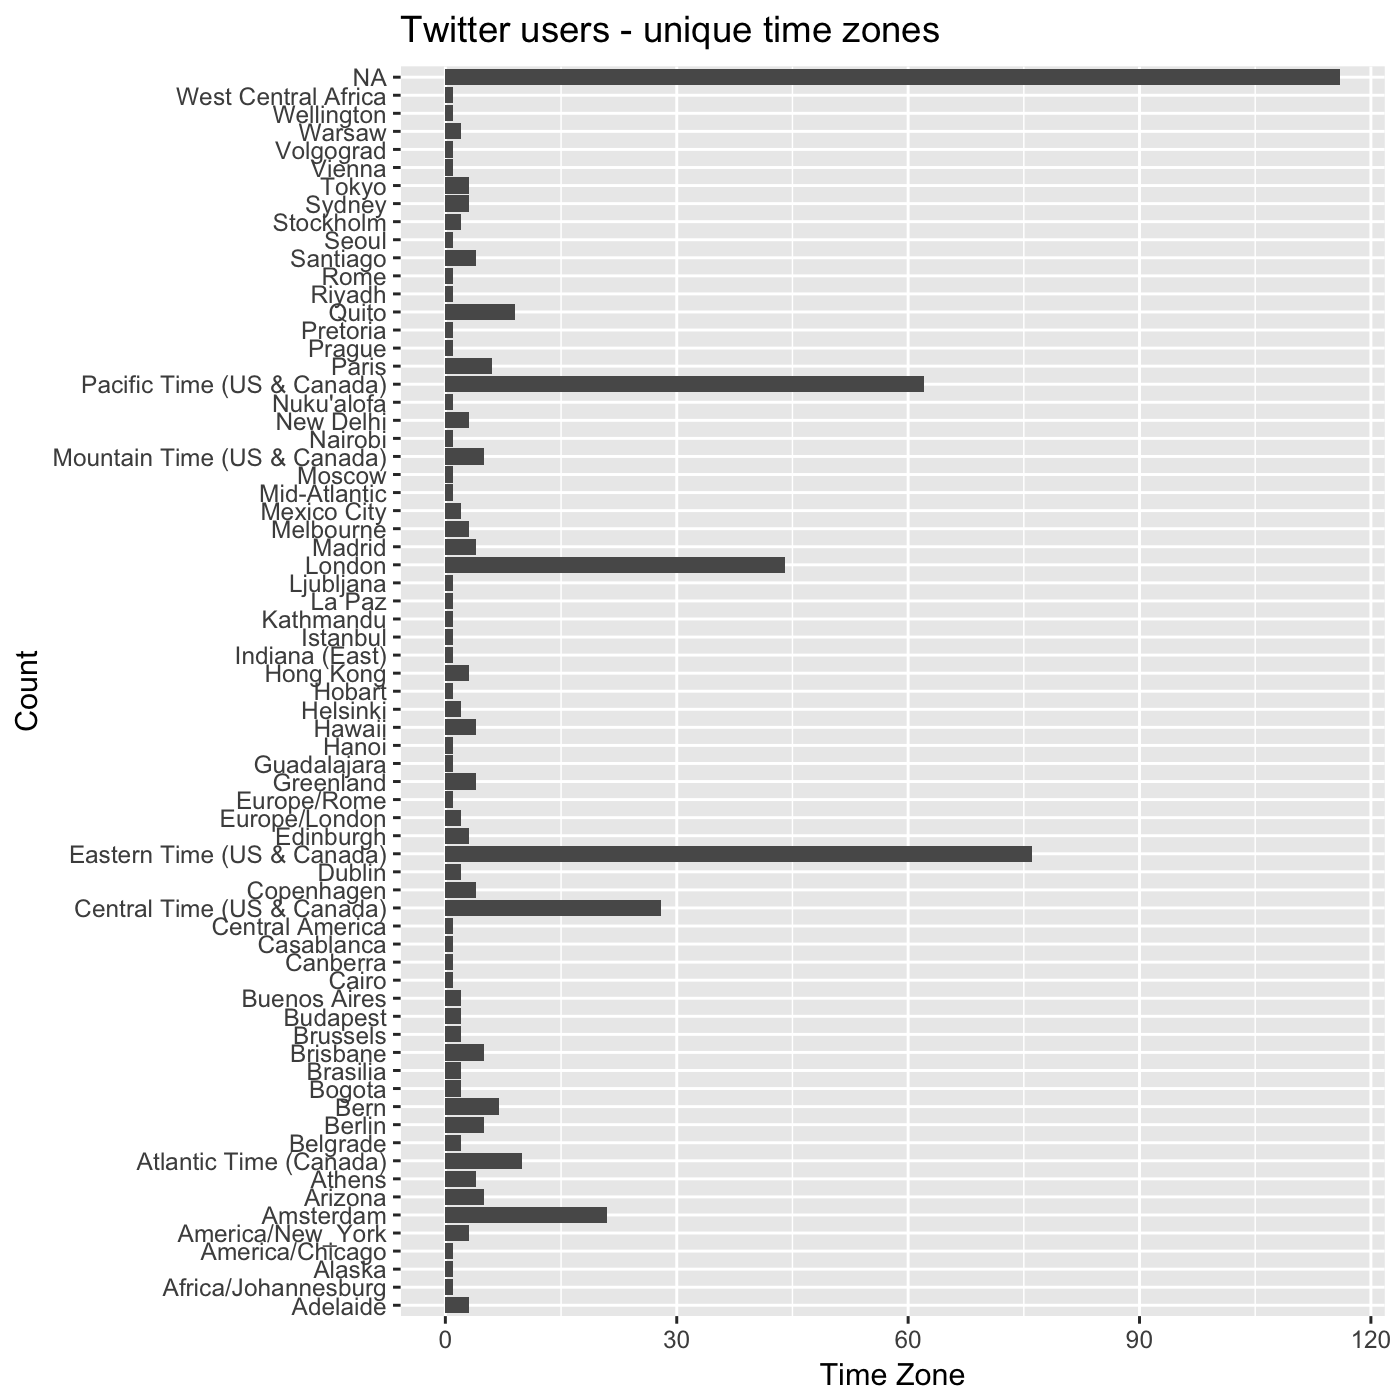 Twitter users - unique time zones
NA
West Central Africa
Wellington
Warsaw
Volgograd
Vienna
Tokyo
Sydney
Stockholm
Seoul
Santiago
Rome
Riyadh
Quito
Pretoria
Prague
Paris
Pacific Time (US & Canada)
Nuku'alofa
New Delhi
Nairobi
Mountain Time (US & Canada)
Moscow
Mid-Atlantic
Mexico City
Melbourne
Madrid
London
Ljubljana
La Paz
Kathmandu
Istanbul
Indiana (East)
Hong Kong
Hobart
Helsinki
Hawaii
Hanoi
Guadalajara
Greenland
Europe/Rome
Europe/London
Edinburgh
Eastern Time (US & Canada)
Dublin
Copenhagen
Central Time (US & Canada)
Central America
Casablanca
Canberra
Cairo
Buenos Aires
Budapest
Brussels
Brisbane
Brasilia
Bogota
Bern
Berlin
Belgrade
Atlantic Time (Canada)
Athens
Arizona
Amsterdam
America/New_York
America/Chicago
Alaska
Africa/Johannesburg
Adelaide
Count
0 30 60 90 120
Time Zone